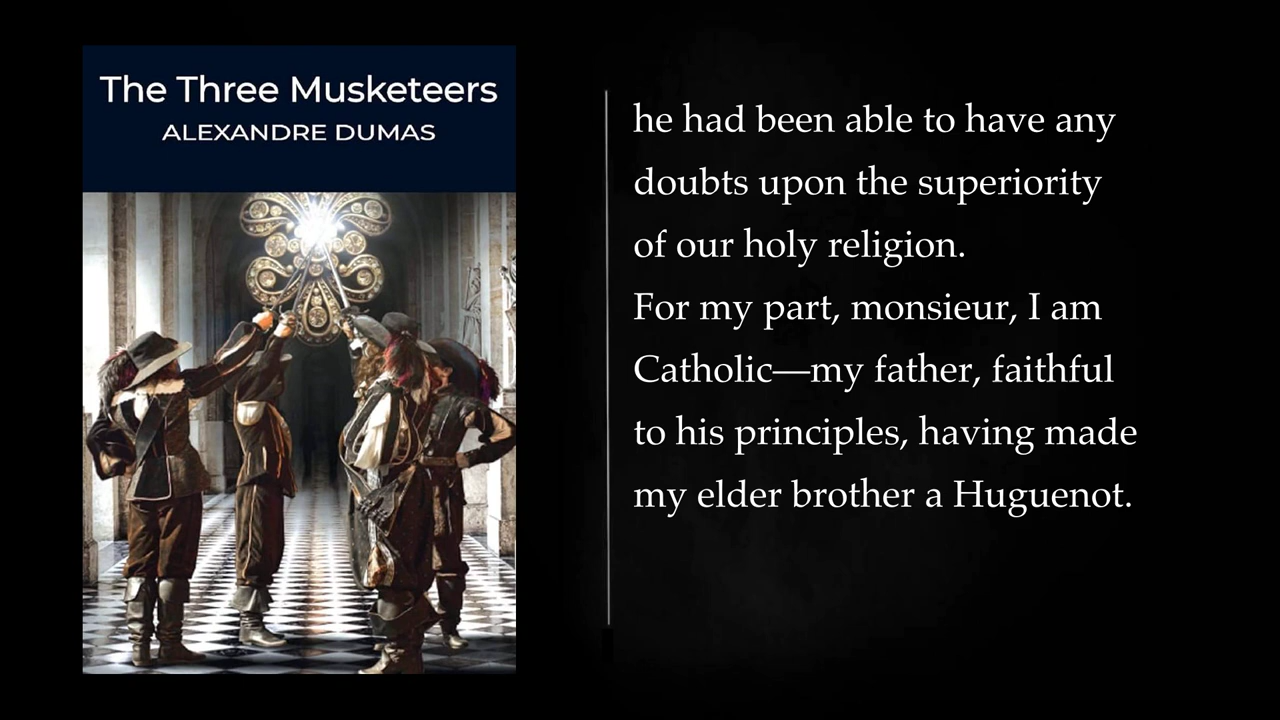 The Three Musketeers
ALEXANDRE DUMAS
he had been able to have any
doubts upon the superiority
of our holy religion.
For my part, monsieur, I am
Catholic—my father, faithful
to his principles, having made
my elder brother a Huguenot.